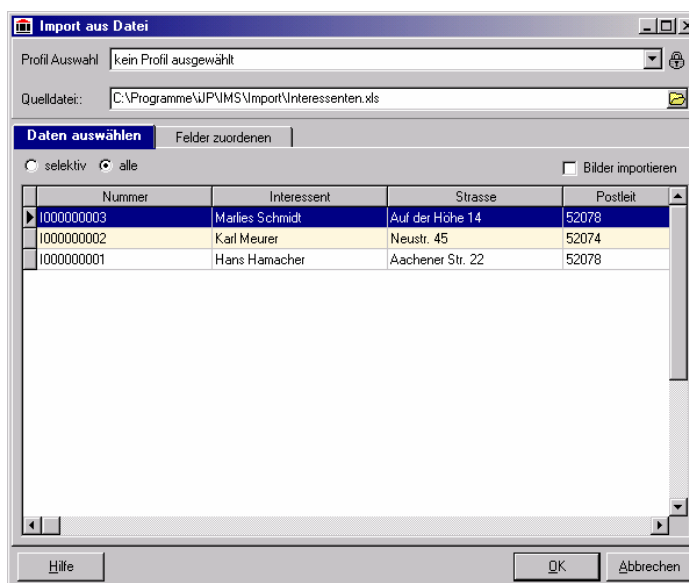 Import aus Datei
Profil Auswahl kein Profil ausgewählt
Quelldatei:: C:\Programme\iJP\IMS\Import\Interessenten.xls
Daten auswählen Felder zuordenen
selektiv alle Bilder importieren
Nummer Interessent Strasse Postleit
I000000003 Marlies Schmidt Auf der Höhe 14 52078
I000000002 Karl Meurer Neustr. 45 52074
I000000001 Hans Hamacher Aachener Str. 22 52078
Hilfe OK Abbrechen